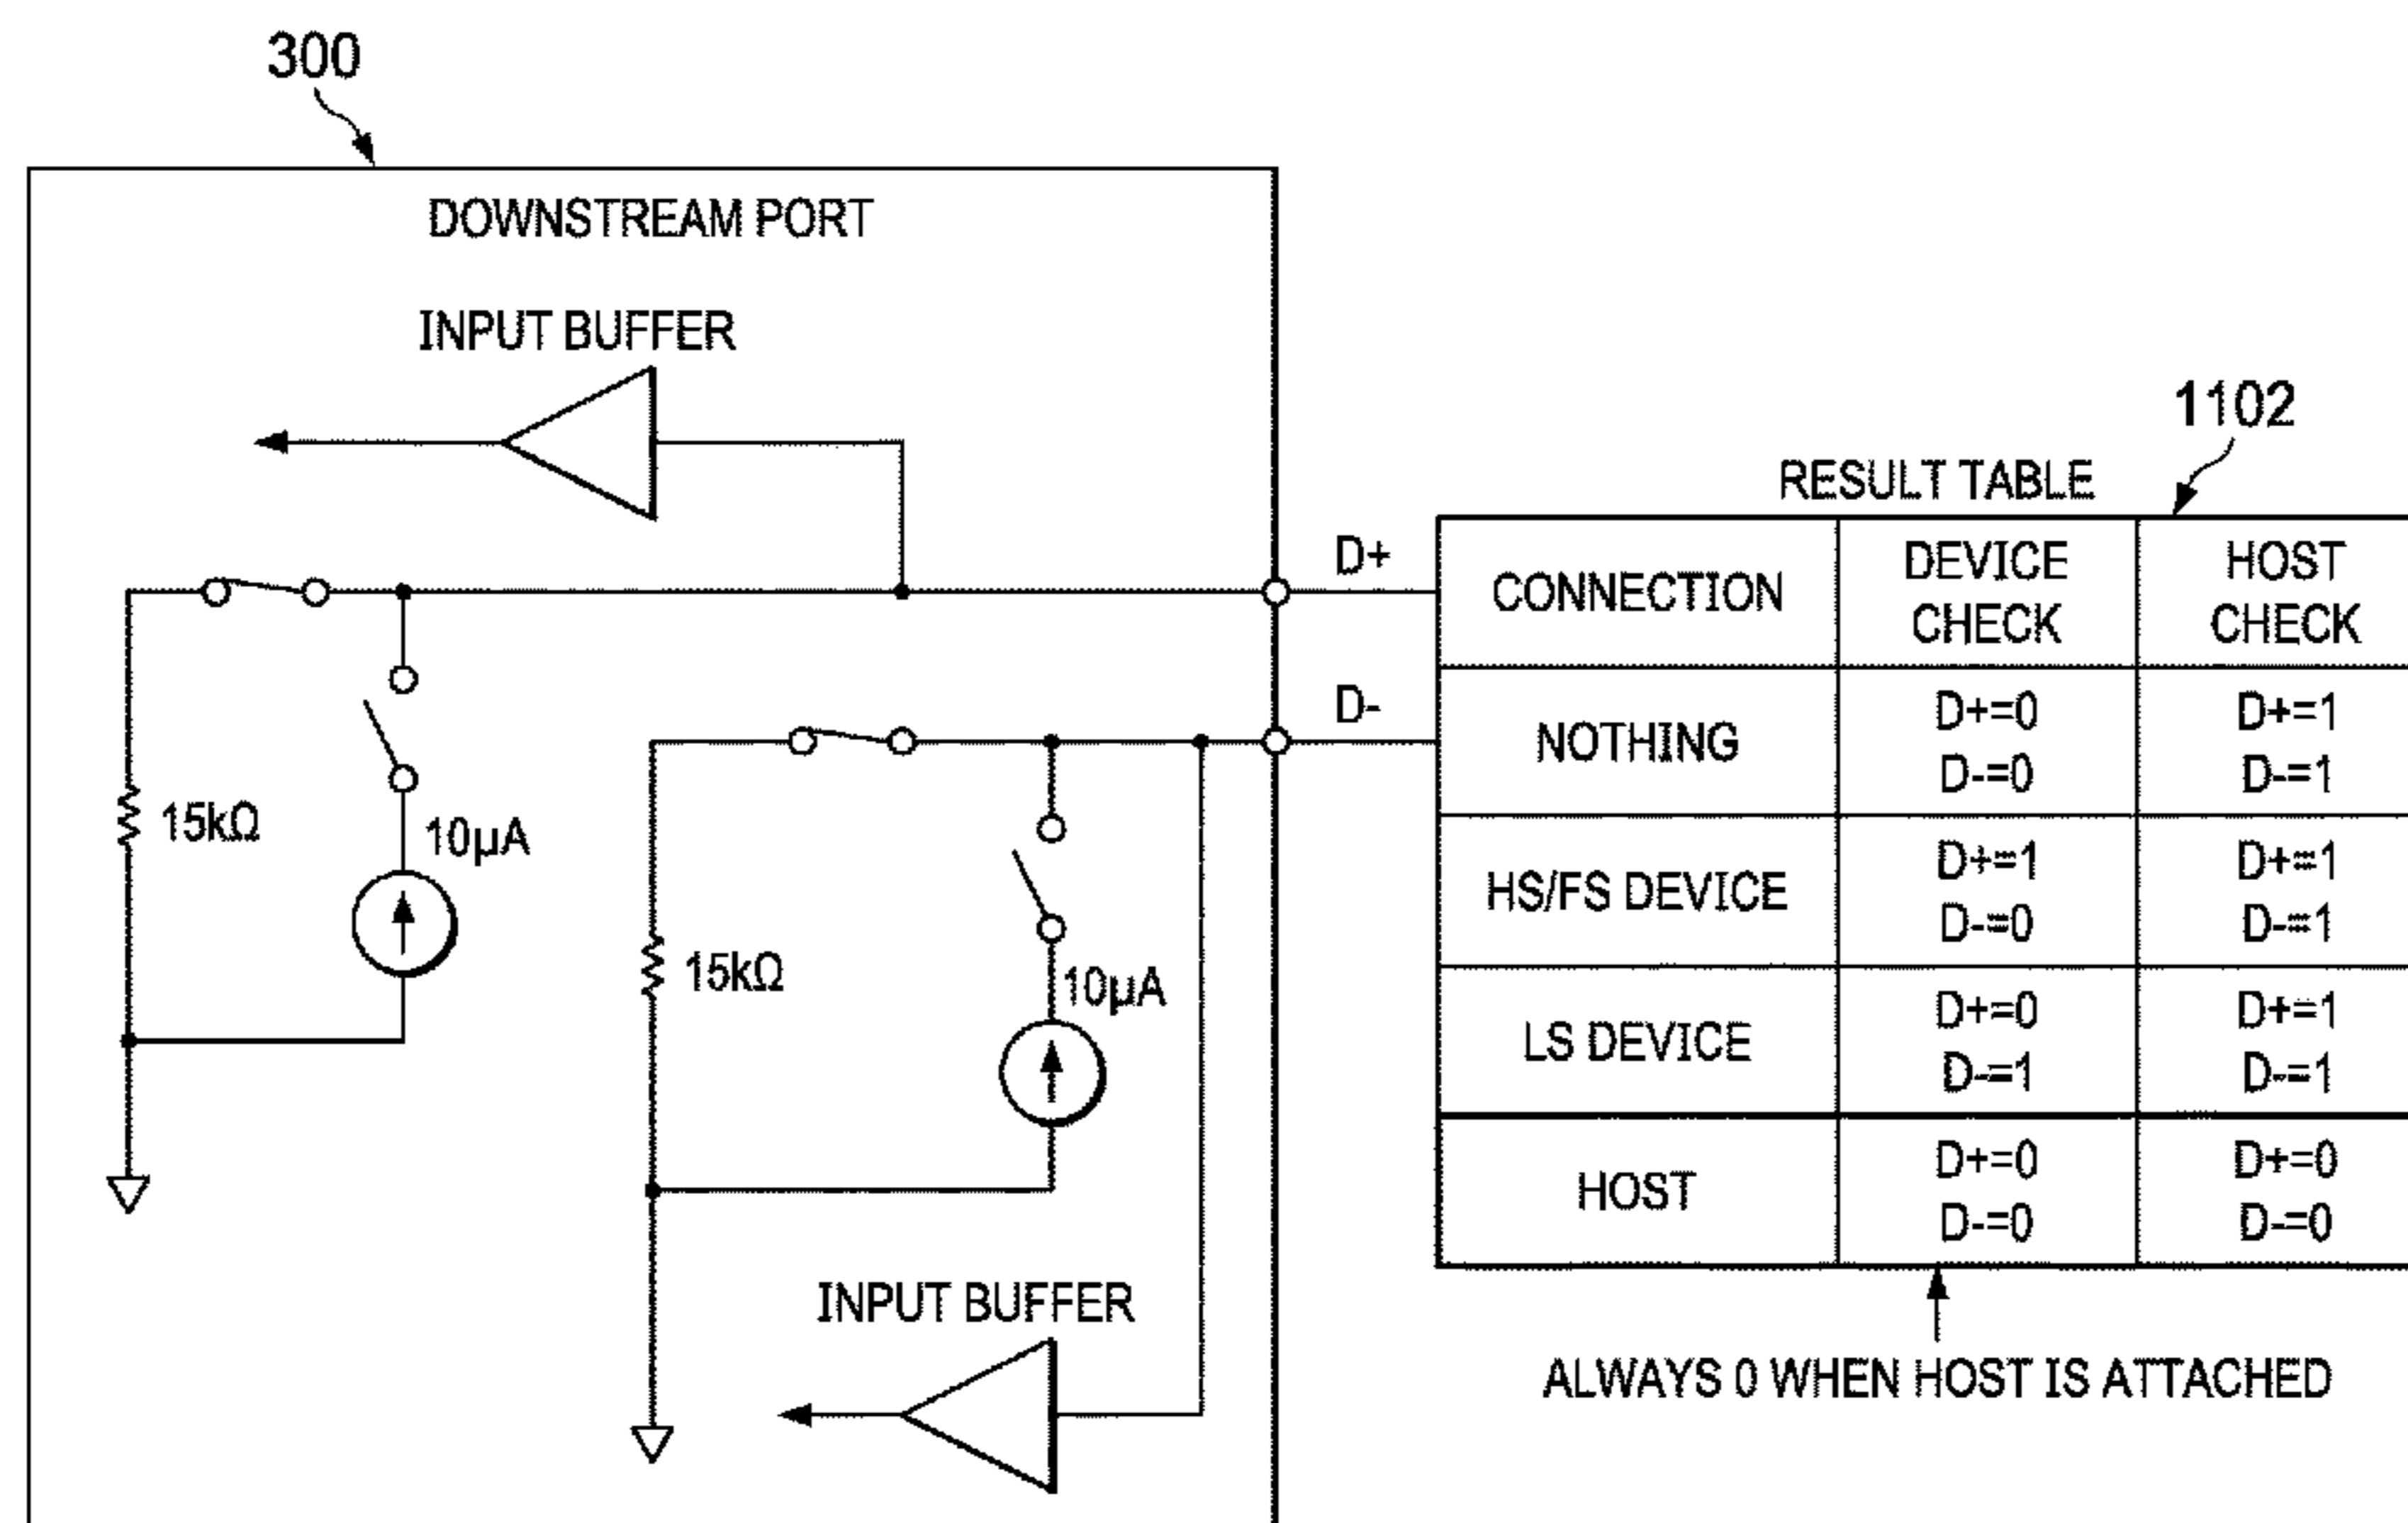 300
DOWNSTREAM PORT
INPUT BUFFER
15kΩ
10µA
15kΩ
10µA
INPUT BUFFER
D+
D-
1102
RESULT TABLE
CONNECTION
DEVICE
CHECK
HOST
CHECK
NOTHING
D+=0
D-=0
D+=1
D-=1
HS/FS DEVICE
D+=1
D-=0
D+=1
D-=1
LS DEVICE
D+=0
D-=1
D+=1
D-=1
HOST
D+=0
D-=0
D+=0
D-=0
ALWAYS 0 WHEN HOST IS ATTACHED